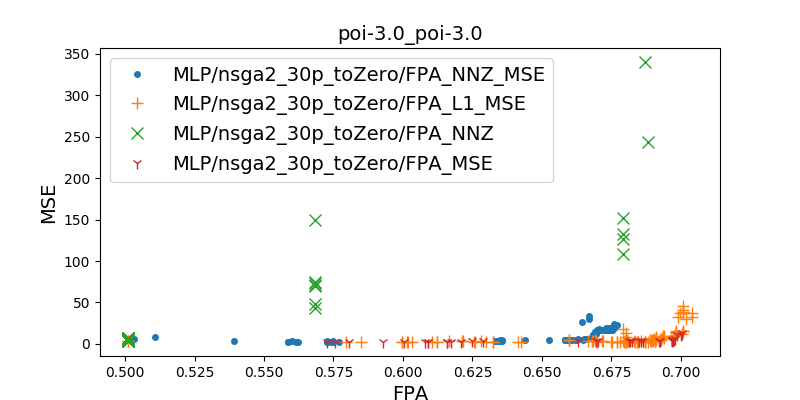 poi-3.0_poi-3.0
MLP/nsga2_30p_toZero/FPA_NNZ_MSE
MLP/nsga2_30p_toZero/FPA_L1_MSE
MLP/nsga2_30p_toZero/FPA_NNZ
MLP/nsga2_30p_toZero/FPA_MSE
MSE
350
300
250
200
150
100
50
0
0.500 0.525 0.550 0.575 0.600 0.625 0.650 0.675 0.700
FPA